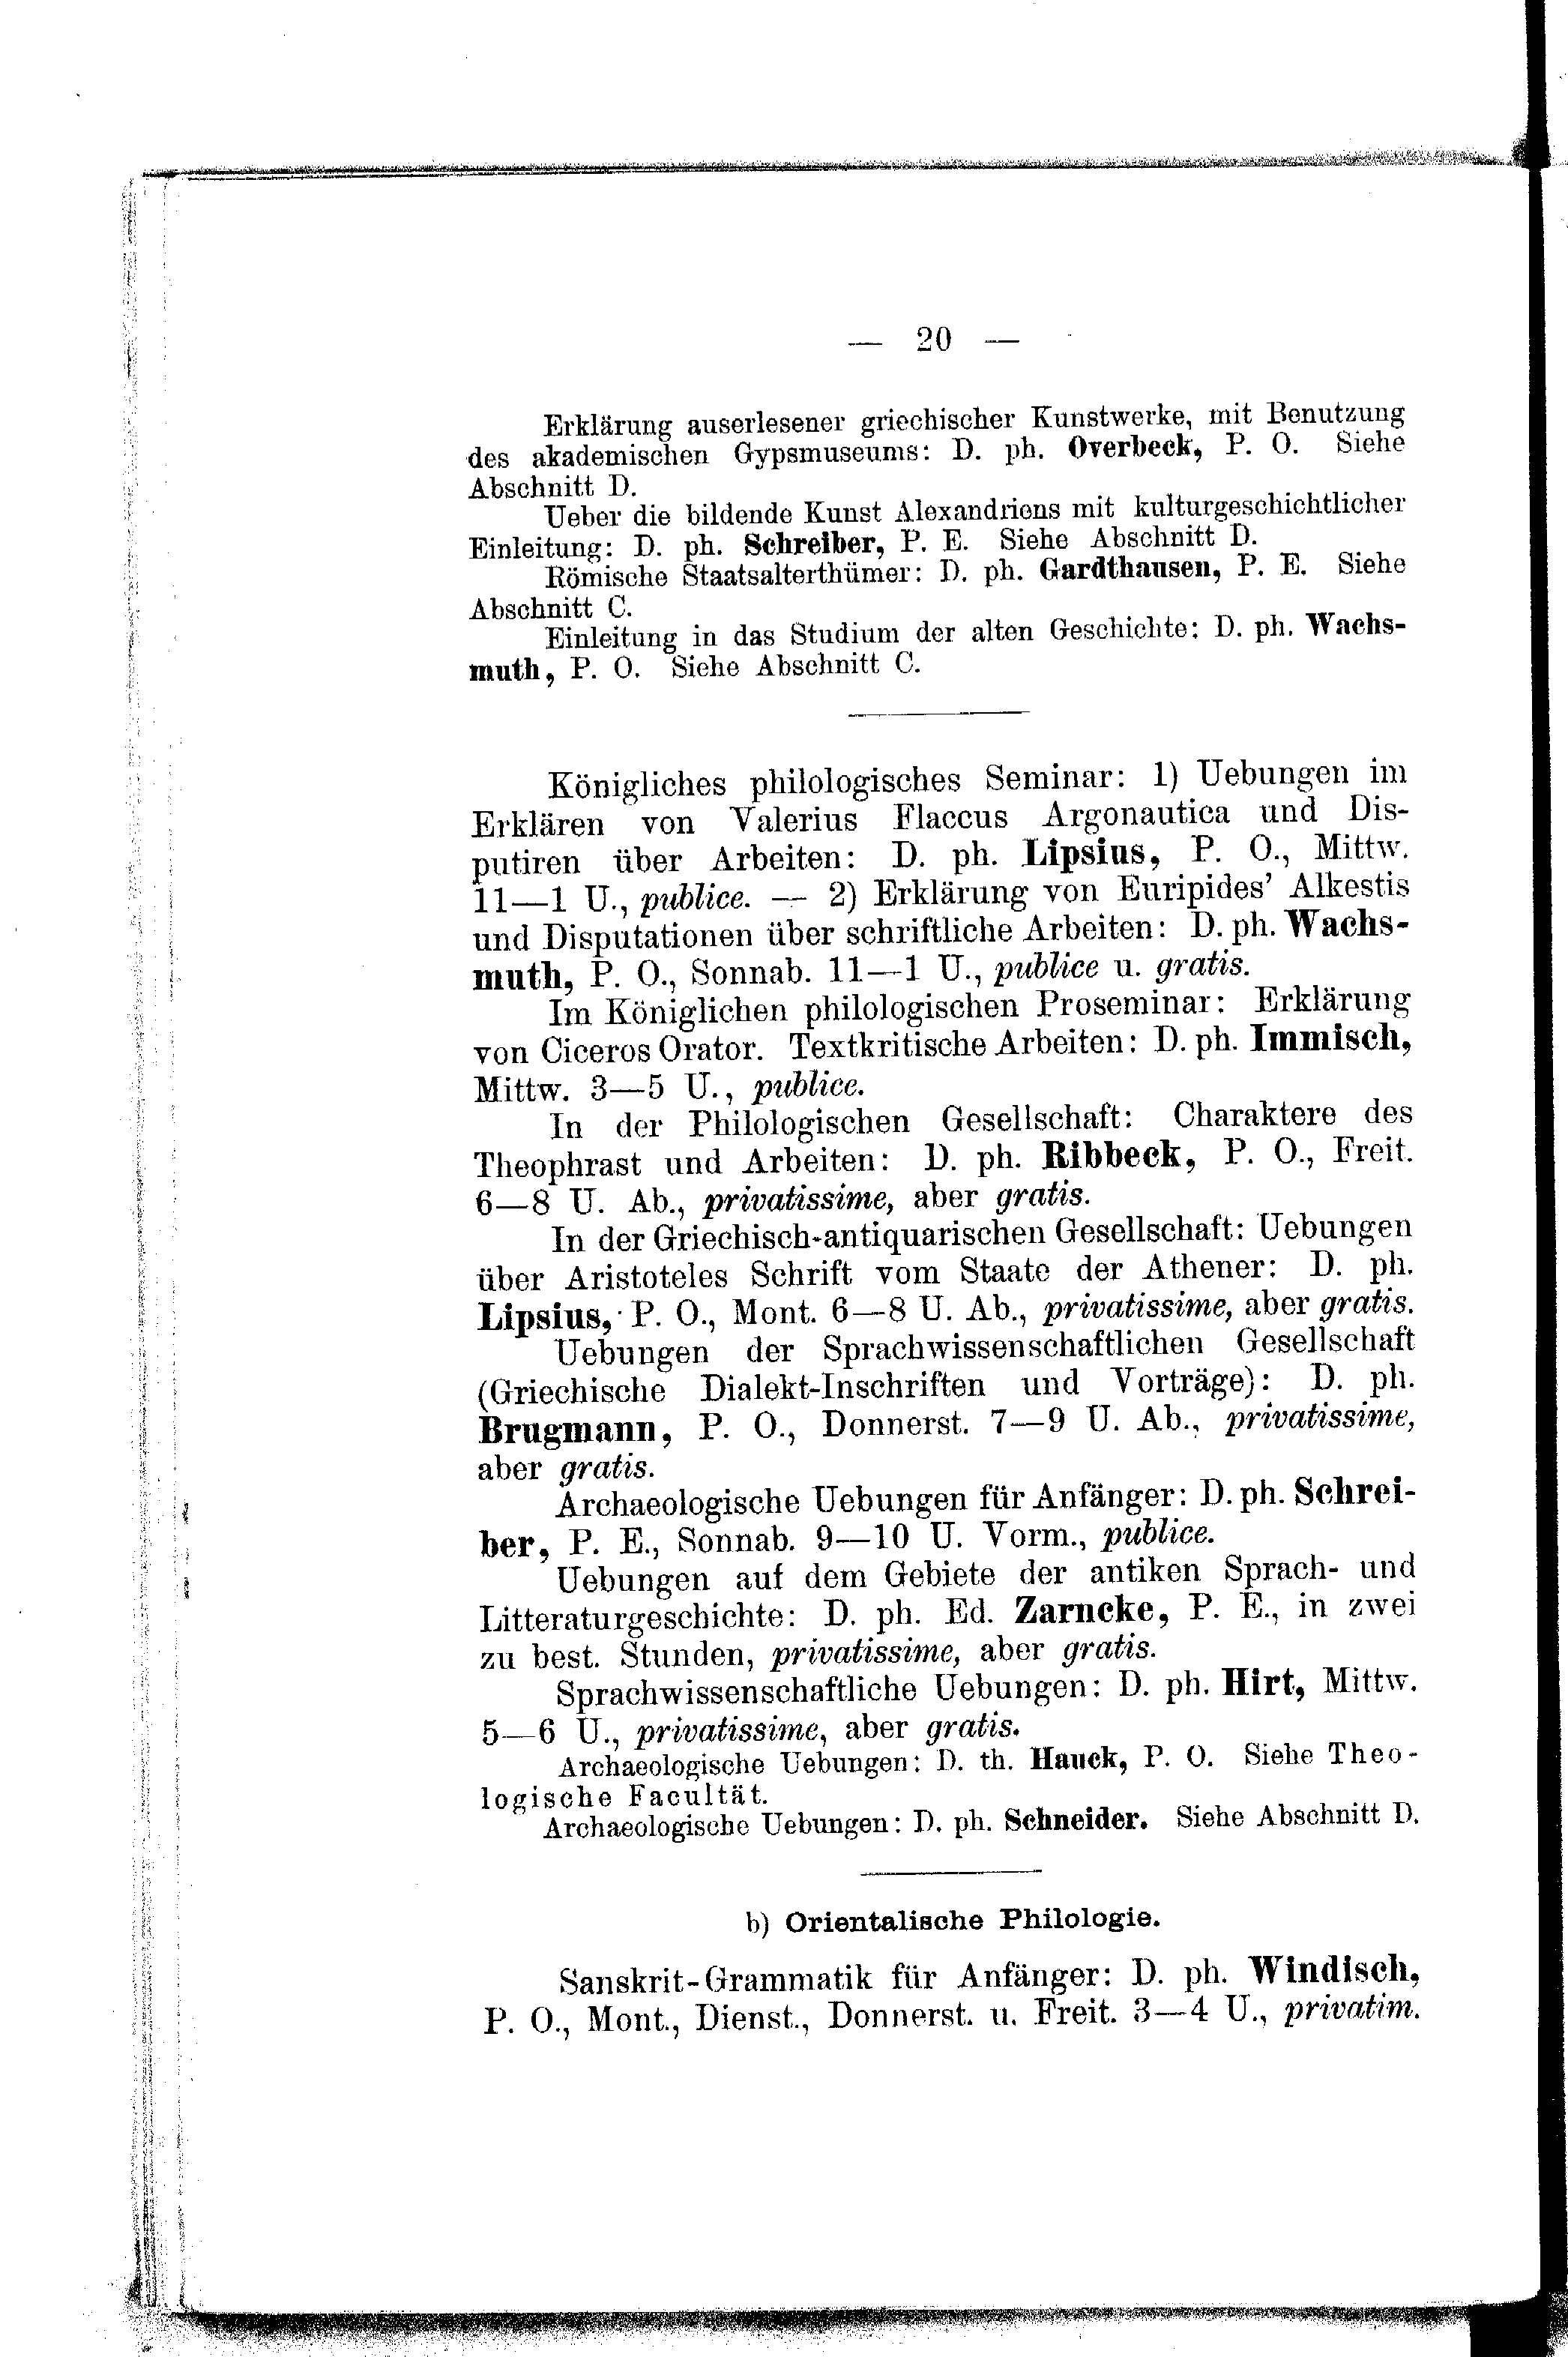 — 20 —
Erklärung auserlesener griechischer Kunstwerke, mit Benutzung
des akademischen Gypsmuseums: D. ph. Overbeck, P. O. Siehe
Abschnitt D.
Ueber die bildende Kunst Alexandriens mit kulturgeschichtlicher
Einleitung: D. ph. Schreiber, P. E. Siehe Abschnitt D.
Römische Staatsalterthümer: D. ph. Gardthausen, P. E. Siehe
Abschnitt C.
Einleitung in das Studium der alten Geschichte: D. ph. Wachs-
muth, P. O. Siehe Abschnitt C.
Königliches philologisches Seminar: 1) Uebungen im
Erklären von Valerius Flaccus Argonautica und Dis-
putiren über Arbeiten: D. ph. Lipsius, P. O., Mittw.
11—1 U., publice. — 2) Erklärung von Euripides’ Alkestis
und Disputationen über schriftliche Arbeiten: D. ph. Wachs-
muth, P. O., Sonnab. 11—1 U., publice u. gratis.
Im Königlichen philologischen Proseminar: Erklärung
von Ciceros Orator. Textkritische Arbeiten: D. ph. Immisch,
Mittw. 3—5 U., publice.
In der Philologischen Gesellschaft: Charaktere des
Theophrast und Arbeiten: D. ph. Ribbeck, P. O., Freit.
6—8 U. Ab., privatissime, aber gratis.
In der Griechisch-antiquarischen Gesellschaft: Uebungen
über Aristoteles Schrift vom Staate der Athener: D. ph.
Lipsius, P. O., Mont. 6—8 U. Ab., privatissime, aber gratis.
Uebungen der Sprachwissenschaftlichen Gesellschaft
(Griechische Dialekt-Inschriften und Vorträge): D. ph.
Brugmann, P. O., Donnerst. 7—9 U. Ab., privatissime,
aber gratis.
Archaeologische Uebungen für Anfänger: D. ph. Schrei-
ber, P. E., Sonnab. 9—10 U. Vorm., publice.
Uebungen auf dem Gebiete der antiken Sprach- und
Litteraturgeschichte: D. ph. Ed. Zarncke, P. E., in zwei
zu best. Stunden, privatissime, aber gratis.
Sprachwissenschaftliche Uebungen: D. ph. Hirt, Mittw.
5—6 U., privatissime, aber gratis.
Archaeologische Uebungen: D. th. Hauck, P. O. Siehe Theo-
logische Facultät.
Archaeologische Uebungen: D. ph. Schneider. Siehe Abschnitt D.
b) Orientalische Philologie.
Sanskrit-Grammatik für Anfänger: D. ph. Windisch,
P. O., Mont., Dienst., Donnerst. u. Freit. 3—4 U., privatim.